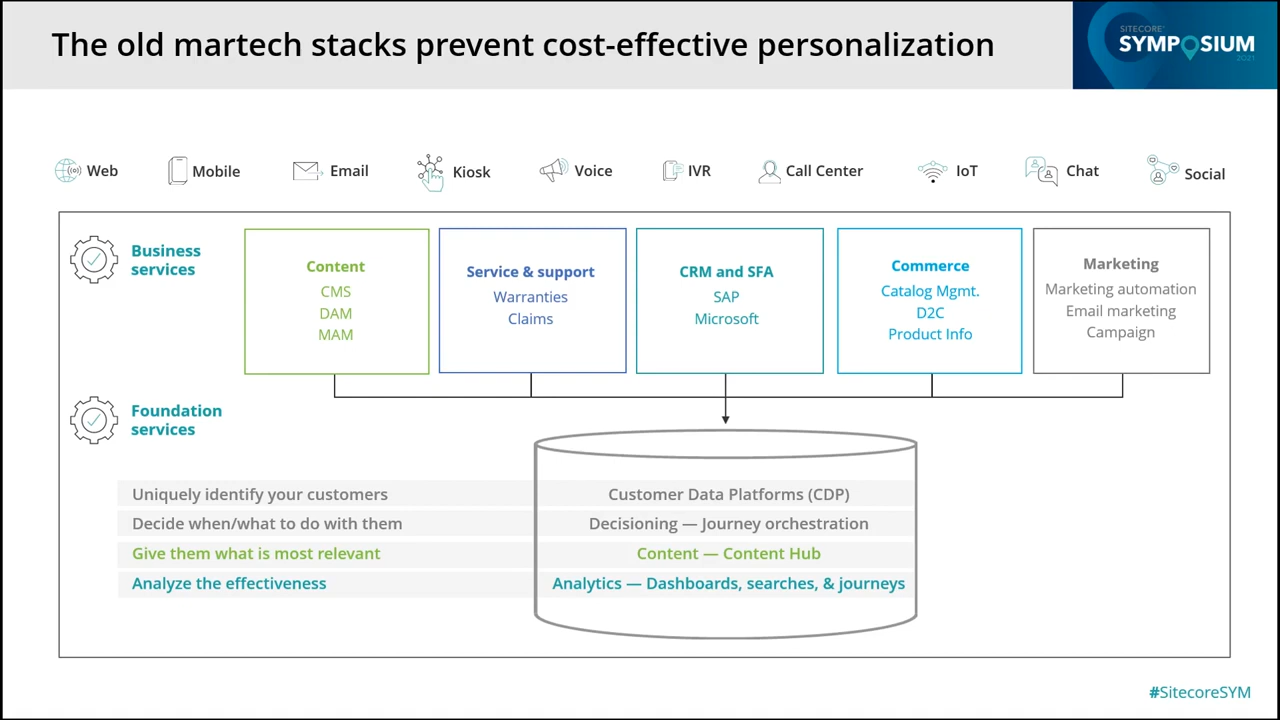 The old martech stacks prevent cost-effective personalization
SITECORE
SYMPOSIUM
2021
Web
Mobile
Email
Kiosk
Voice
IVR
Call Center
IoT
Chat
Social
Business
services
Content
CMS
DAM
MAM
Service & support
Warranties
Claims
CRM and SFA
SAP
Microsoft
Commerce
Catalog Mgmt.
D2C
Product Info
Marketing
Marketing automation
Email marketing
Campaign
Foundation
services
Uniquely identify your customers
Customer Data Platforms (CDP)
Decide when/what to do with them
Decisioning — Journey orchestration
Give them what is most relevant
Content — Content Hub
Analyze the effectiveness
Analytics — Dashboards, searches, & journeys
#SitecoreSYM